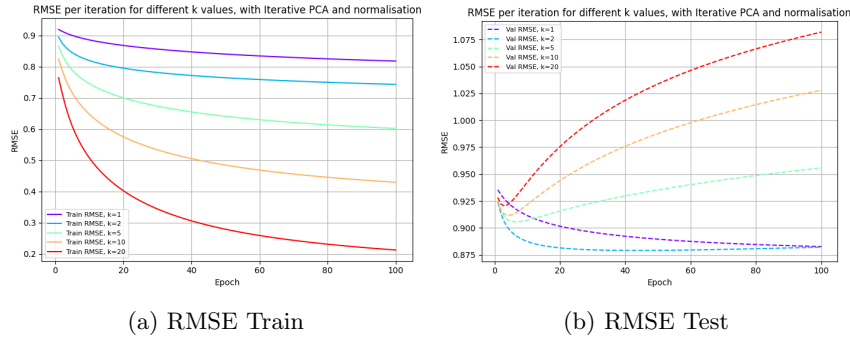 RMSE per iteration for different k values, with Iterative PCA and normalisation
0.9
0.8
0.7
0.6
0.5
0.4
0.3
0.2
RMSE
Train RMSE, k=1
Train RMSE, k=2
Train RMSE, k=5
Train RMSE, k=10
Train RMSE, k=20
0 20 40 60 80 100
Epoch
(a) RMSE Train
RMSE per iteration for different k values, with Iterative PCA and normalisation
1.075
1.050
1.025
1.000
0.975
0.950
0.925
0.900
0.875
RMSE
Val RMSE, k=1
Val RMSE, k=2
Val RMSE, k=5
Val RMSE, k=10
Val RMSE, k=20
0 20 40 60 80 100
Epoch
(b) RMSE Test